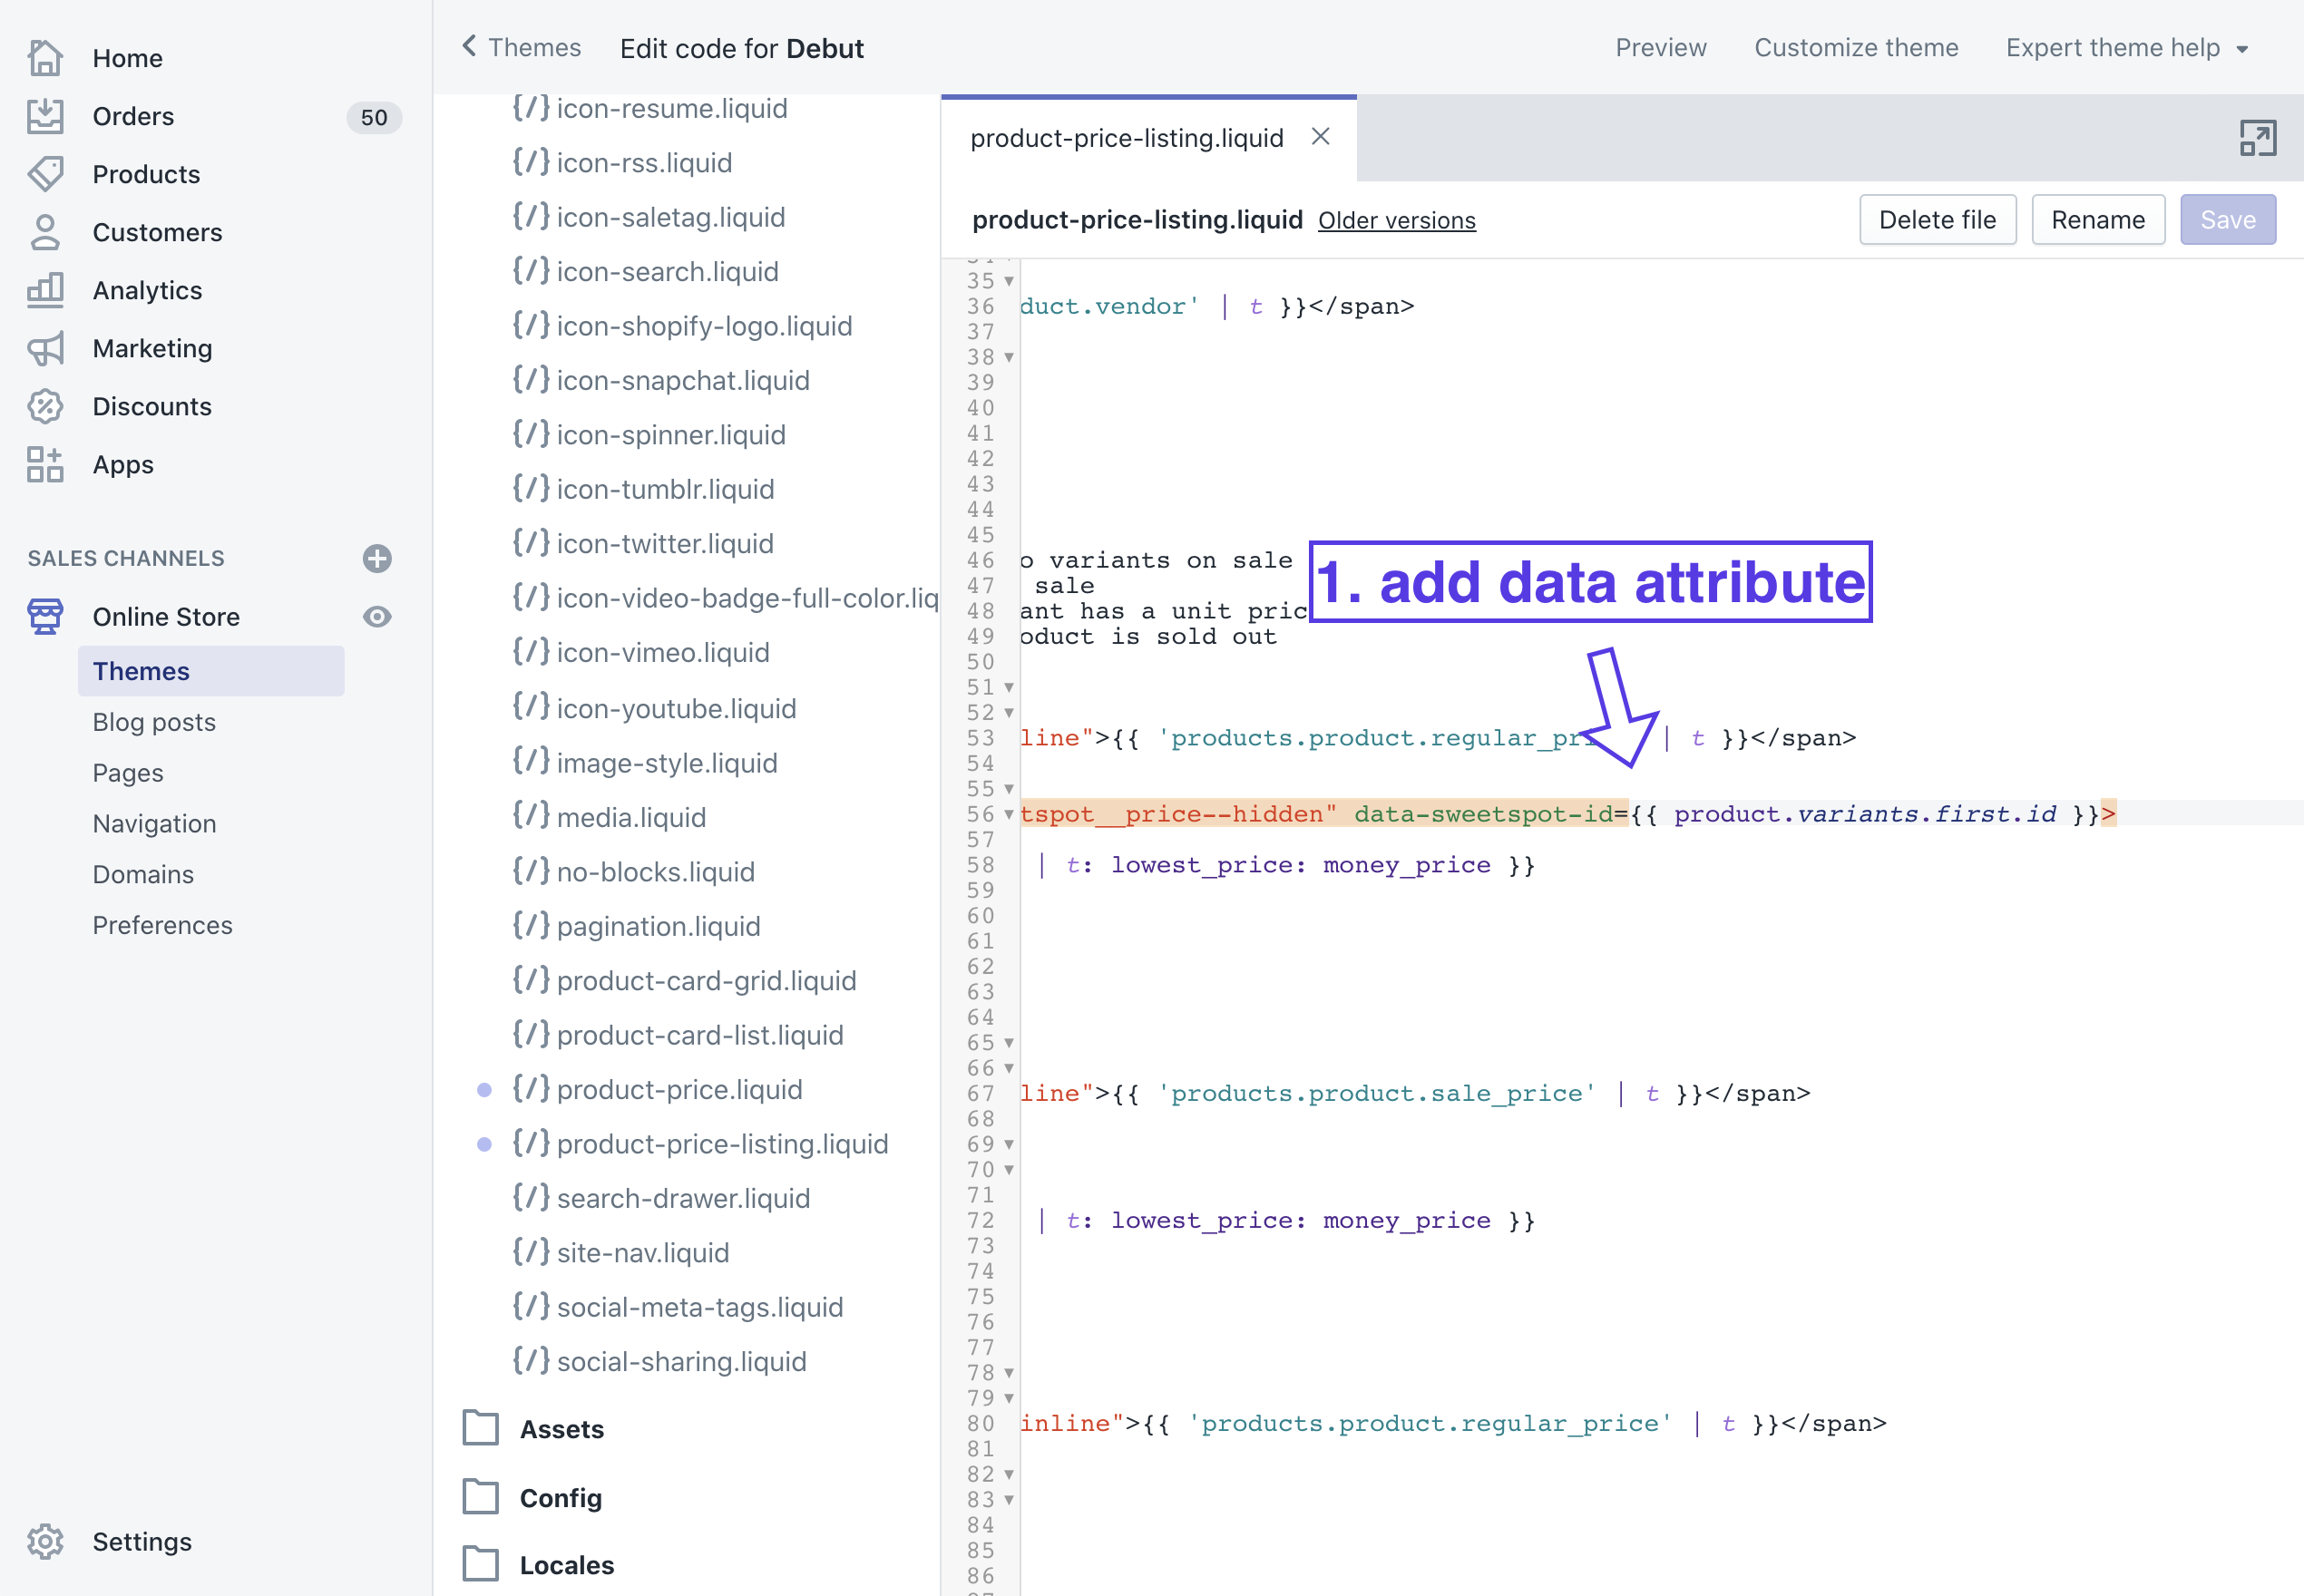 Home
Orders 50
Products
Customers
Analytics
Marketing
Discounts
Apps
SALES CHANNELS
Online Store
Themes
Blog posts
Pages
Navigation
Domains
Preferences
Settings
Themes Edit code for Debut Preview Customize theme Expert theme help
{/} icon-resume.liquid
{/} icon-rss.liquid
{/} icon-saletag.liquid
{/} icon-search.liquid
{/} icon-shopify-logo.liquid
{/} icon-snapchat.liquid
{/} icon-spinner.liquid
{/} icon-tumblr.liquid
{/} icon-twitter.liquid
{/} icon-video-badge-full-color.liq
{/} icon-vimeo.liquid
{/} icon-youtube.liquid
{/} image-style.liquid
{/} media.liquid
{/} no-blocks.liquid
{/} pagination.liquid
{/} product-card-grid.liquid
{/} product-card-list.liquid
{/} product-price.liquid
{/} product-price-listing.liquid
{/} search-drawer.liquid
{/} site-nav.liquid
{/} social-meta-tags.liquid
{/} social-sharing.liquid
Assets
Config
Locales
product-price-listing.liquid
product-price-listing.liquid Older versions Delete file Rename Save
35
36 duct.vendor' | t }}</span>
37
38
39
40
41
42
43
44
45
46 o variants on sale
47 sale
48 ant has a unit pric
49 oduct is sold out
1. add data attribute
50
51
52
53 line">{{ 'products.product.regular_pri | t }}</span>
54
55
56 tspot__price--hidden" data-sweetspot-id={{ product.variants.first.id }}>
57
58 | t: lowest_price: money_price }}
59
60
61
62
63
64
65
66
67 line">{{ 'products.product.sale_price' | t }}</span>
68
69
70
71
72 | t: lowest_price: money_price }}
73
74
75
76
77
78
79
80 inline">{{ 'products.product.regular_price' | t }}</span>
81
82
83
84
85
86